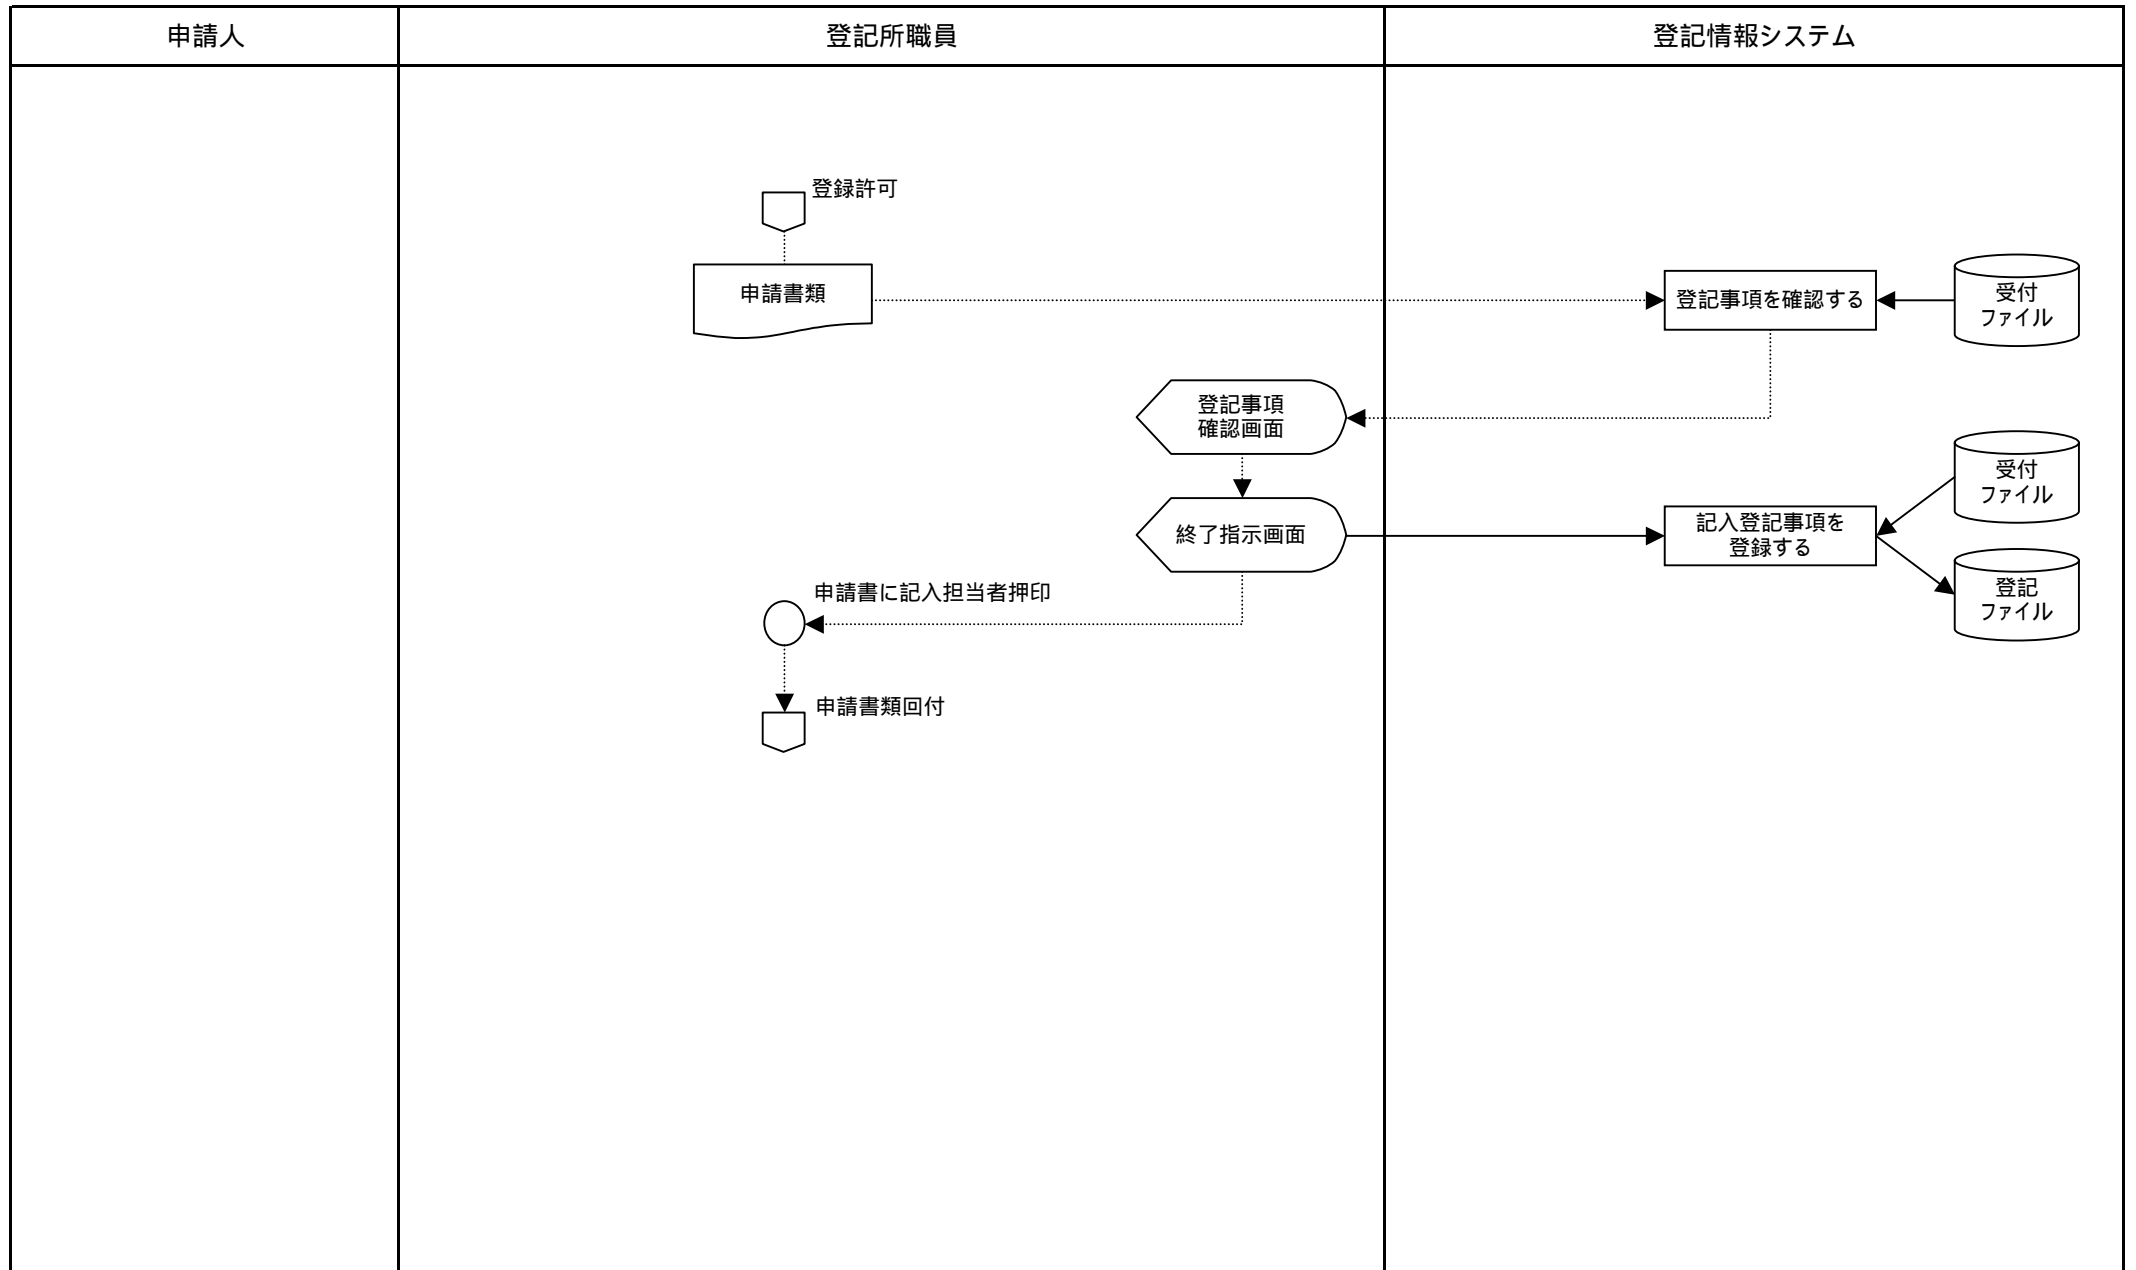 申請人
登記所職員
登記情報システム
登録許可
申請書類
登記事項を確認する
受付
ファイル
登記事項
確認画面
受付
ファイル
終了指示画面
記入登記事項を
登録する
登記
ファイル
申請書に記入担当者押印
申請書類回付